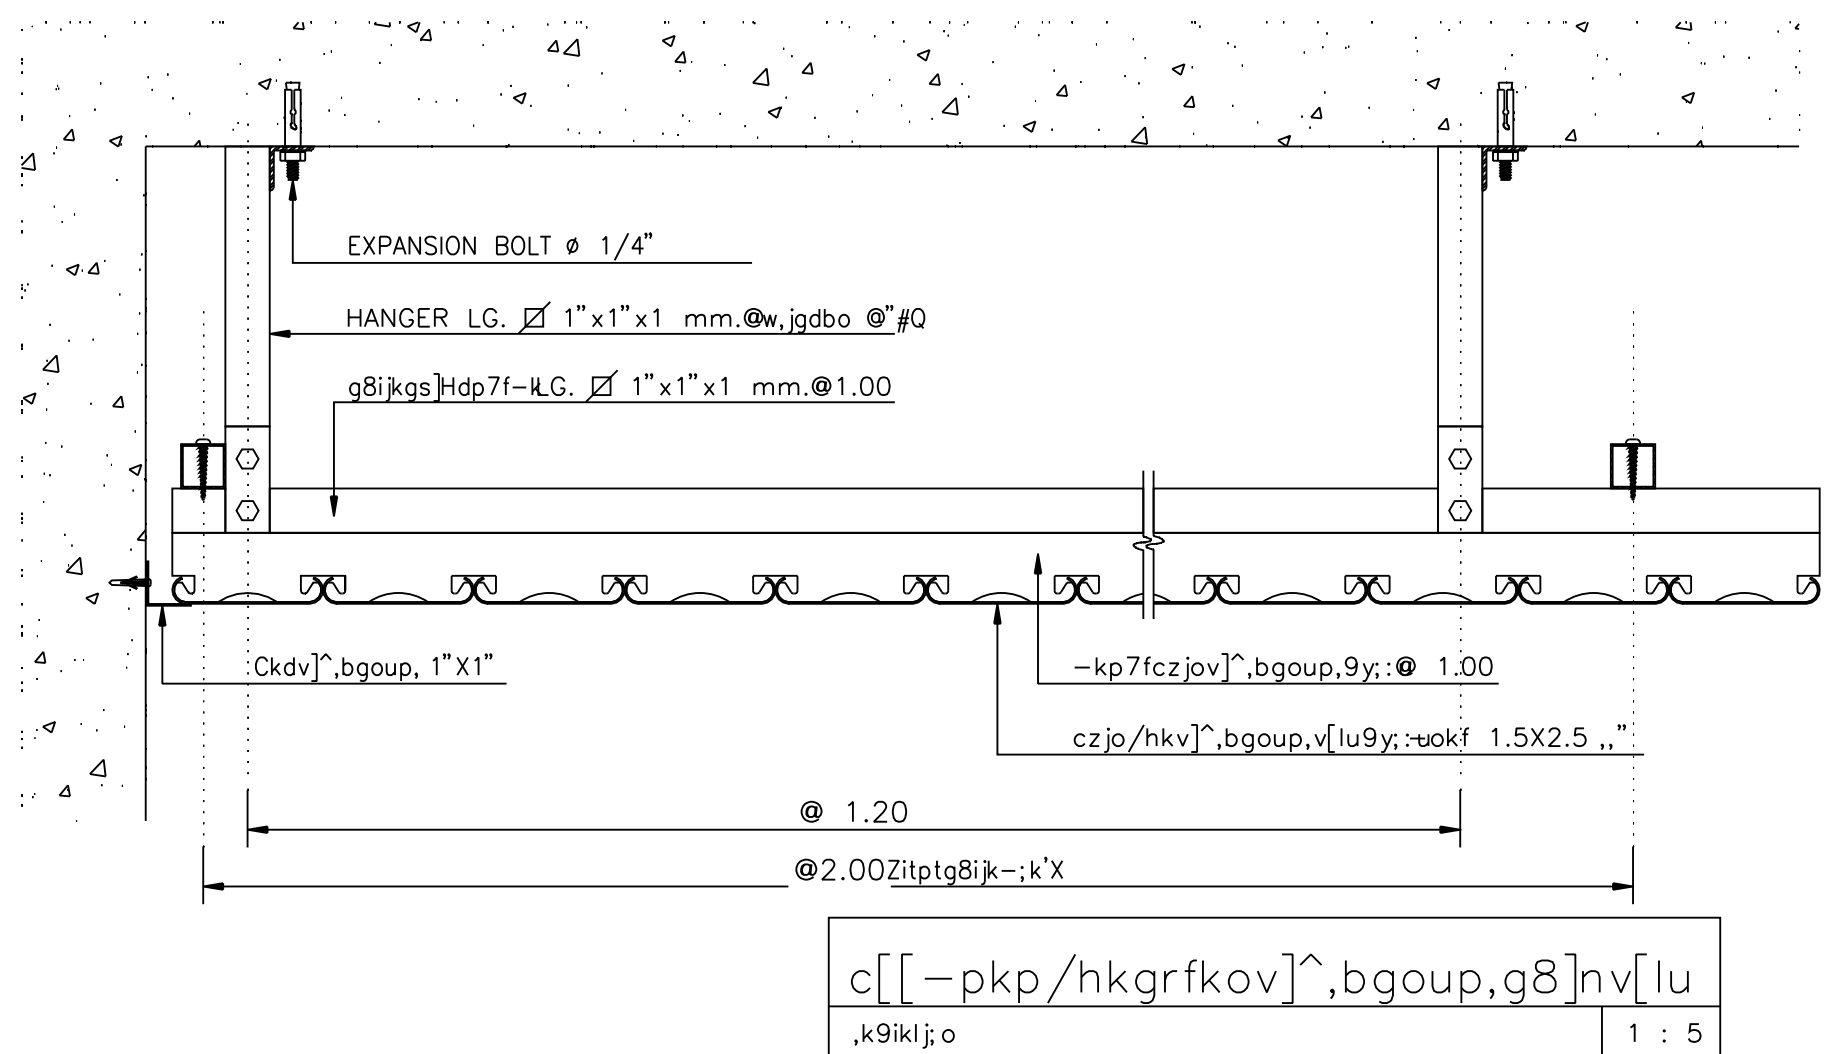 EXPANSION BOLT ø 1/4"
HANGER LG. 1"x1"x1 mm.@w,jgdbo @"#Q
g8ijkgs]Hdp7f-kLG. 1"x1"x1 mm.@1.00
Ckdv]^,bgoup, 1"X1"
-kp7fczjov]^,bgoup,9y;:@ 1.00
czjo/hkv]^,bgoup,v[lu9y;:-uokf 1.5X2.5 ,,"
@ 1.20
@2.00Zitptg8ijk-;k'X
c[[-pkp/hkgrfkov]^,bgoup,g8]nv[lu
,k9iklj;o
1 : 5